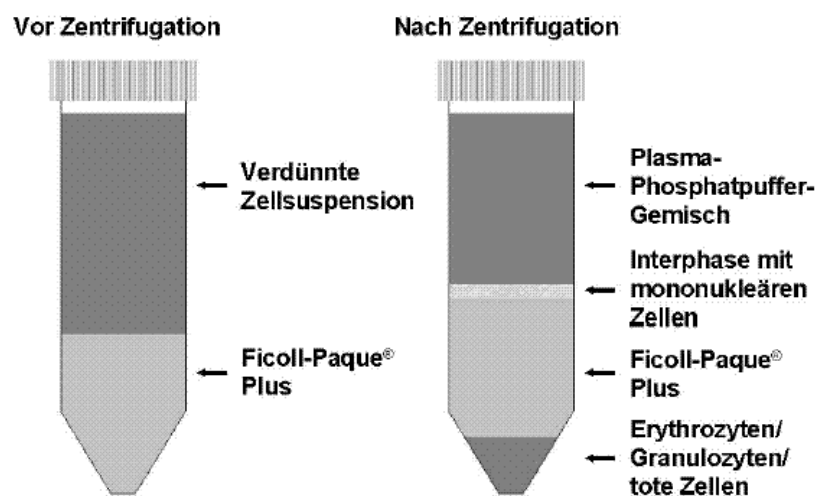 Vor Zentrifugation
Verdünnte
Zellsuspension
Ficoll-Paque®
Plus
Nach Zentrifugation
Plasma-
Phosphatpuffer-
Gemisch
Interphase mit
mononukleären
Zellen
Ficoll-Paque®
Plus
Erythrozyten/
Granulozyten/
tote Zellen